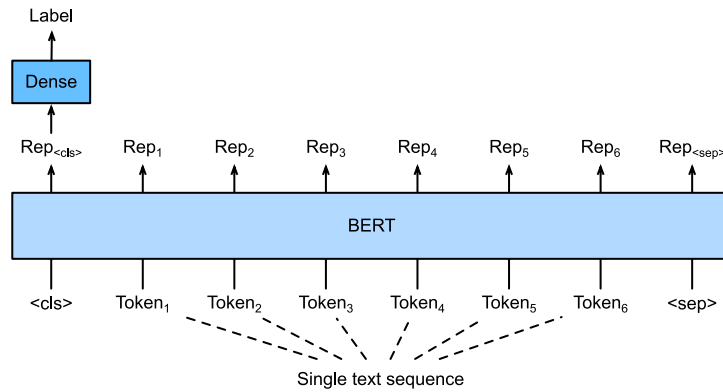 Label
Dense
Rep<cls> Rep1 Rep2 Rep3 Rep4 Rep5 Rep6 Rep<sep>
BERT
<cls> Token1 Token2 Token3 Token4 Token5 Token6 <sep>
Single text sequence